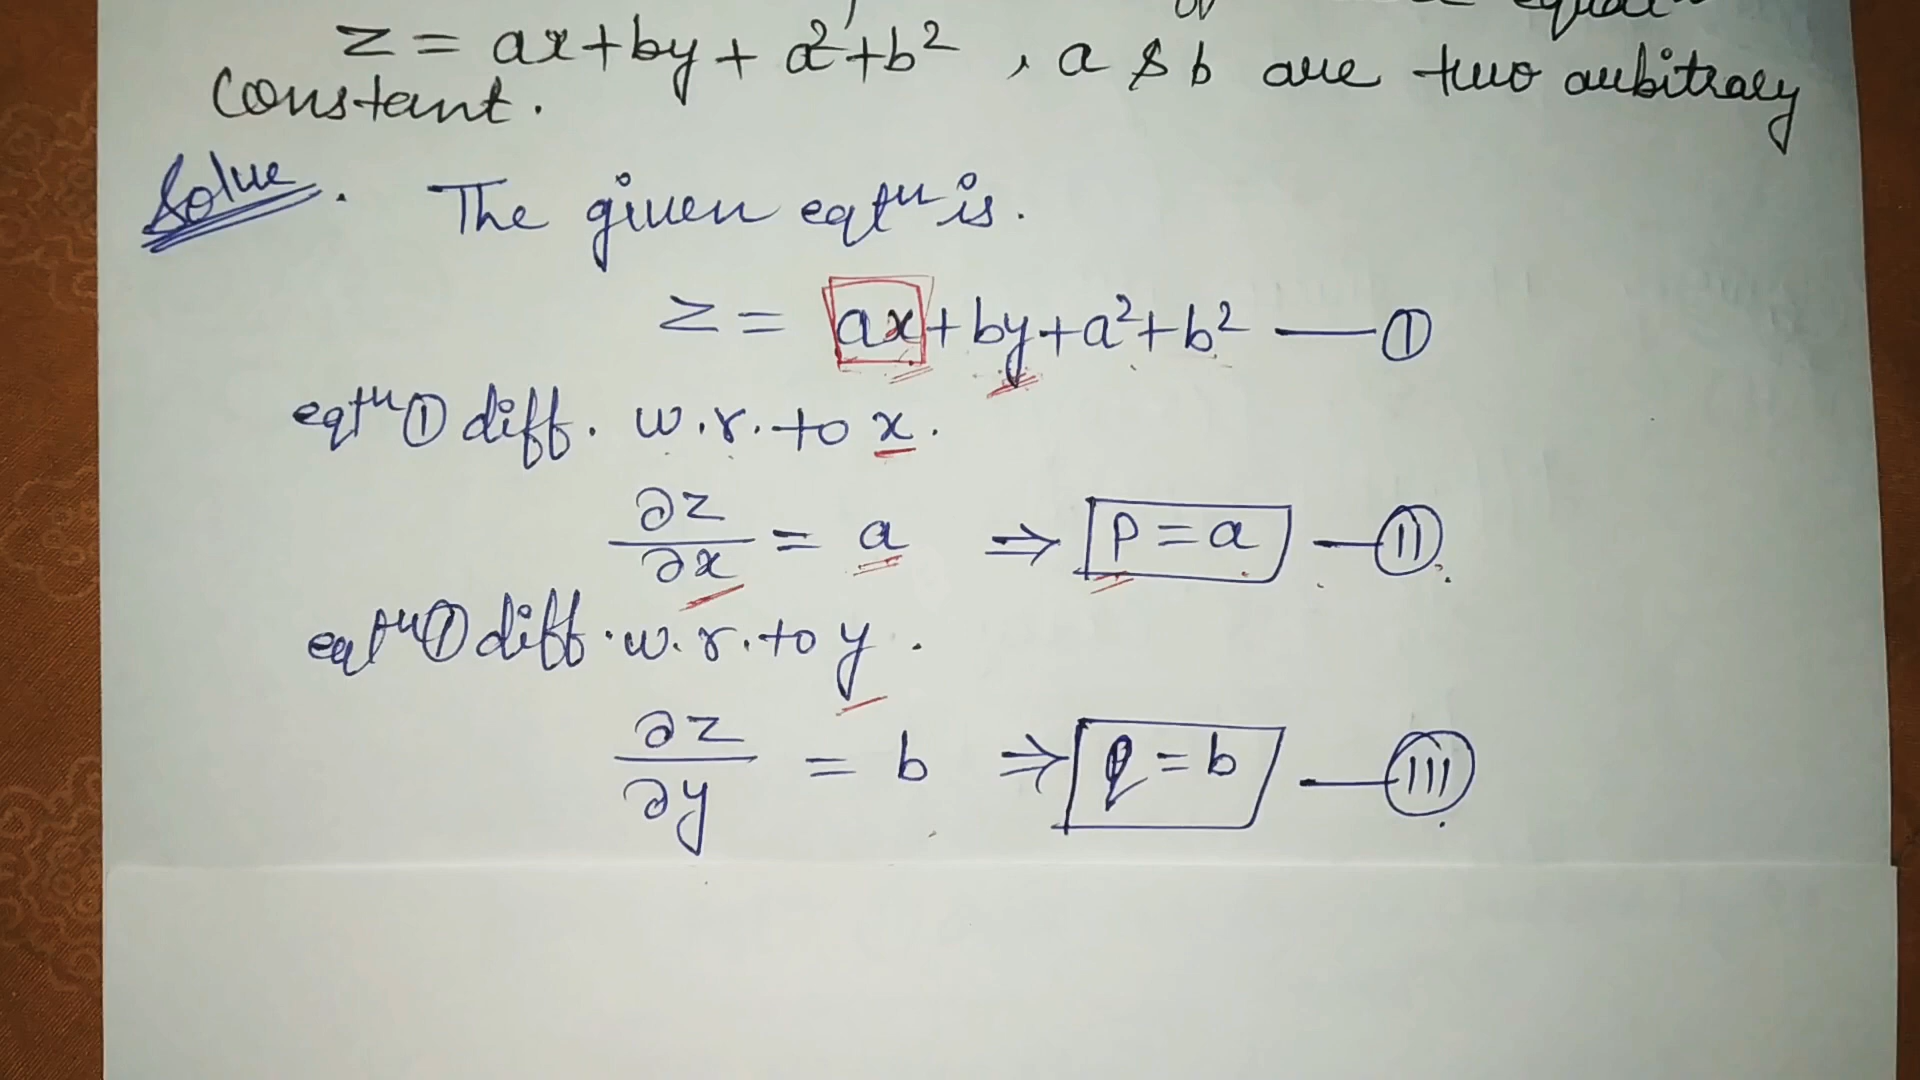 z = ax+by+a²+b² , a & b are two arbitrary
Constant.
Solve. The given eqtⁿ is.
z = ax+by+a²+b² — ①
eqtⁿ ① diff. w.r.to x.
∂z/∂x = a ⇒ p=a — Ⅱ
eqtⁿ ① diff. w.r.to y.
∂z/∂y = b ⇒ q=b — Ⅲ